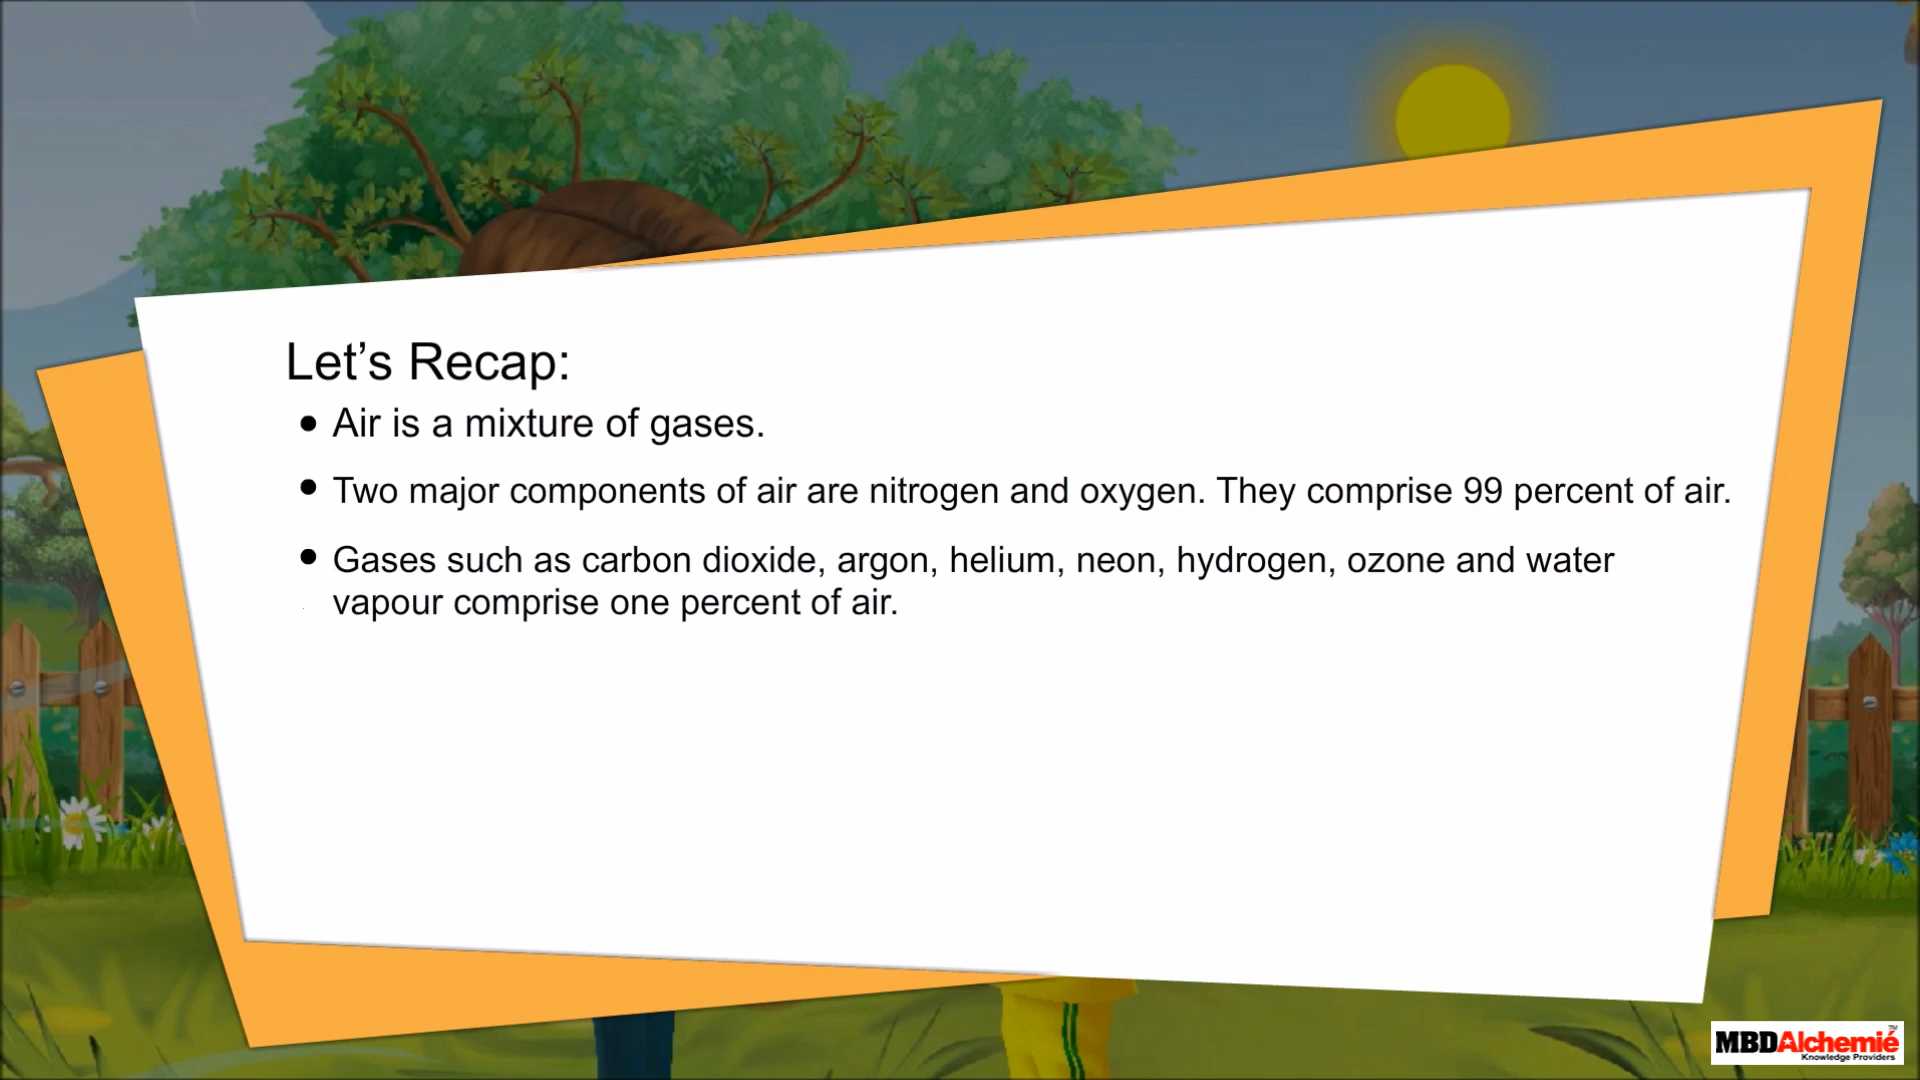 Let’s Recap:
● Air is a mixture of gases.
● Two major components of air are nitrogen and oxygen. They comprise 99 percent of air.
● Gases such as carbon dioxide, argon, helium, neon, hydrogen, ozone and water
vapour comprise one percent of air.
MBDAlchemié™
Knowledge Providers